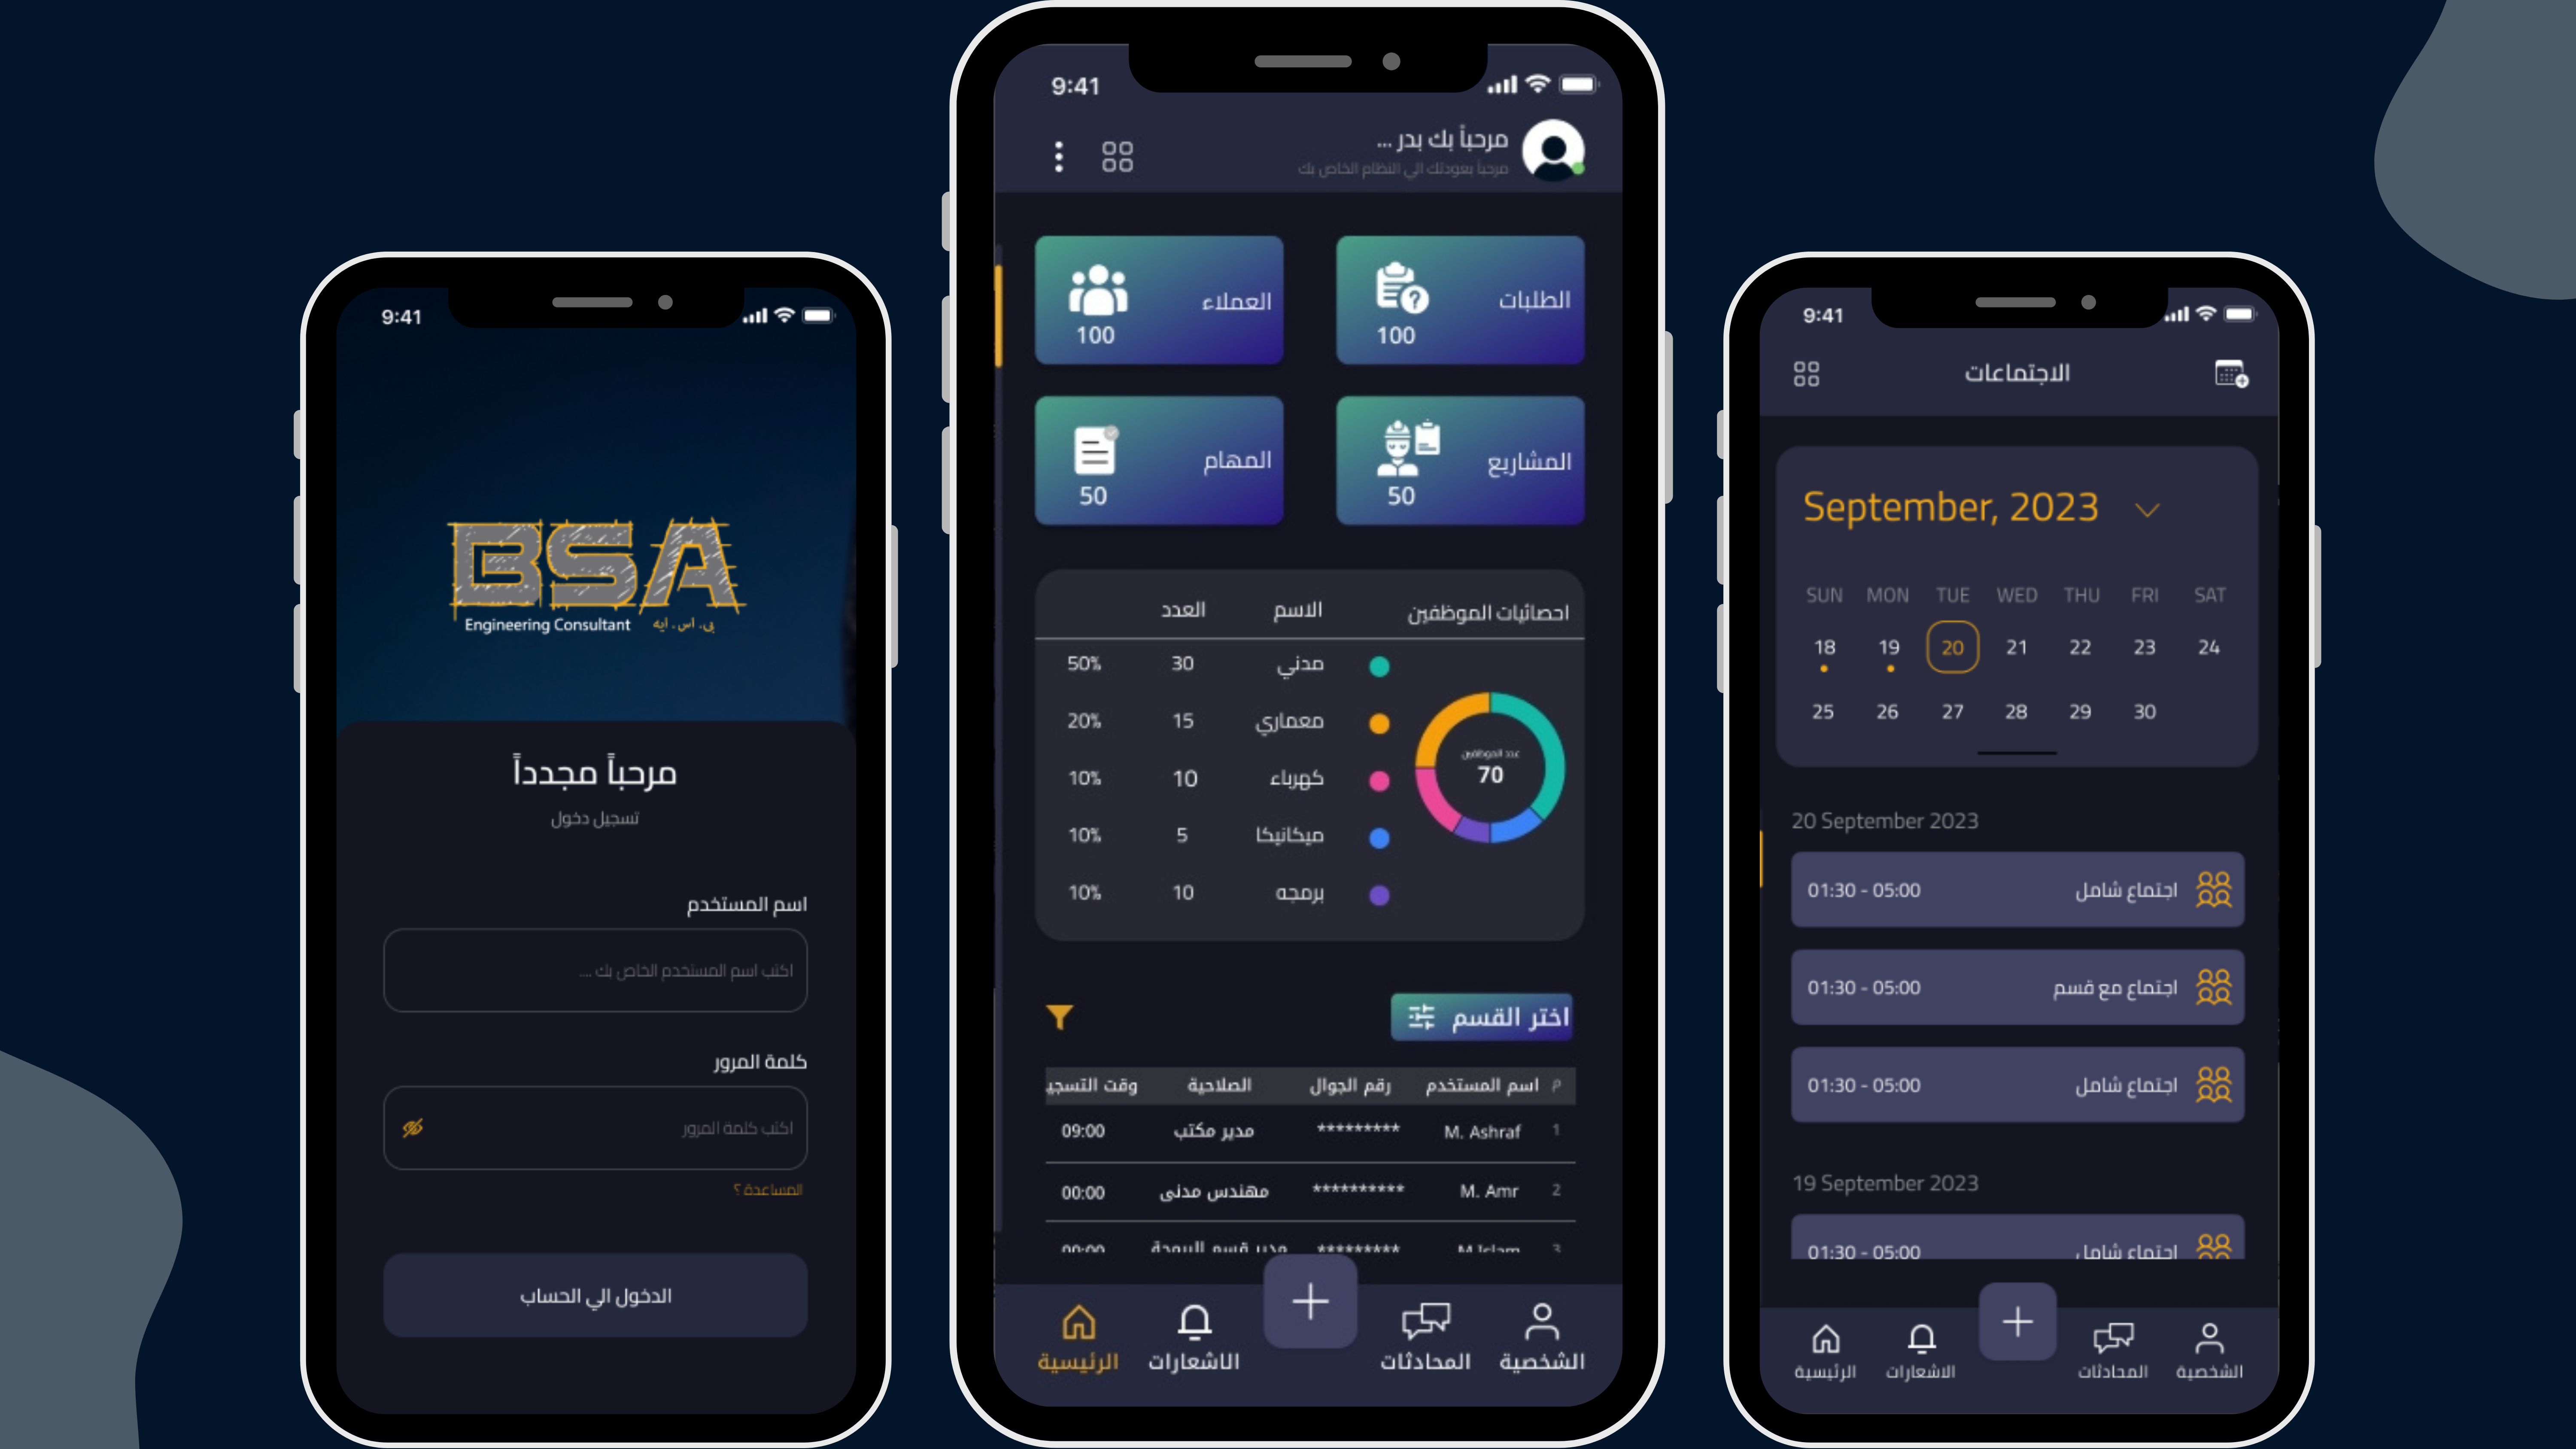 9:41
BSA
Engineering Consultant بي. اس. ايه
مرحباً مجدداً
تسجيل دخول
اسم المستخدم
اكتب اسم المستخدم الخاص بك ....
كلمة المرور
اكتب كلمة المرور
المساعدة ؟
الدخول الي الحساب
9:41
مرحباً بك بدر ...
مرحباً بعودتك الي النظام الخاص بك
الطلبات
100
العملاء
100
المشاريع
50
المهام
50
احصائيات الموظفين الاسم العدد
مدني 30 50%
معماري 15 20%
كهرباء 10 10%
ميكانيكا 5 10%
برمجه 10 10%
عدد الموظفين
70
اختر القسم
م اسم المستخدم رقم الجوال الصلاحية وقت التسجي
1 M. Ashraf ********* مدير مكتب 09:00
2 M. Amr ********** مهندس مدنى 00:00
3 M.Islam ********* مدير قسم البرمجة 00:00
الشخصية المحادثات الاشعارات الرئيسية
9:41
الاجتماعات
September, 2023
SUN MON TUE WED THU FRI SAT
18 19 20 21 22 23 24
25 26 27 28 29 30
20 September 2023
اجتماع شامل 01:30 - 05:00
اجتماع مع قسم 01:30 - 05:00
اجتماع شامل 01:30 - 05:00
19 September 2023
اجتماع شامل 01:30 - 05:00
الشخصية المحادثات الاشعارات الرئيسية